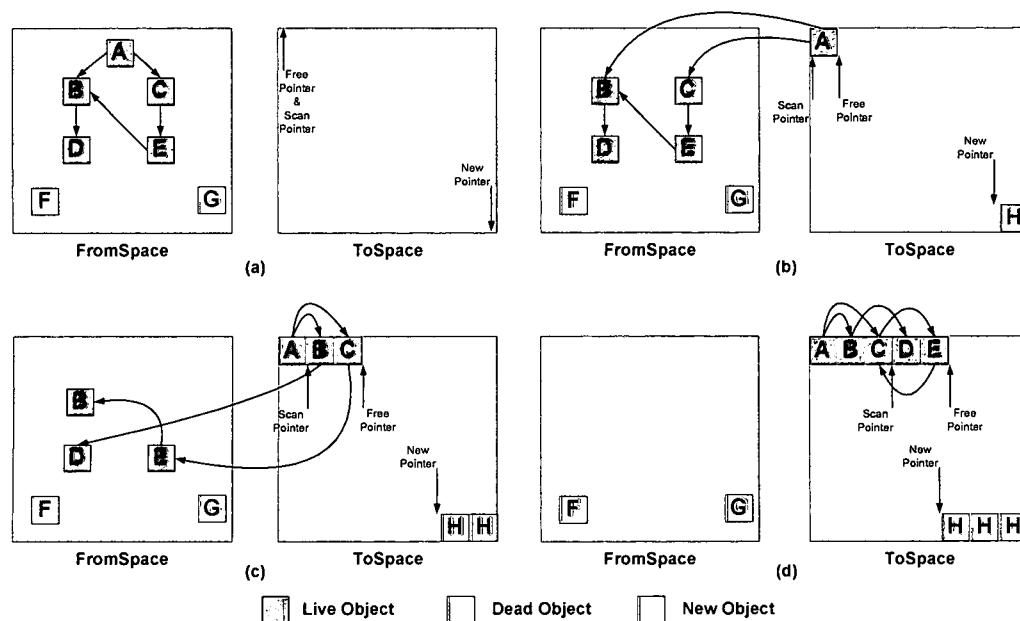 A
B C
D E
F G
FromSpace
Free
Pointer
&
Scan
Pointer
New
Pointer
ToSpace
(a)
B C
D E
F G
FromSpace
A
Scan
Pointer
Free
Pointer
New
Pointer
H
ToSpace
(b)
B
D E
F G
FromSpace
A B C
Scan
Pointer
Free
Pointer
New
Pointer
H H
ToSpace
(c)
F G
FromSpace
A B C D E
Scan
Pointer
Free
Pointer
New
Pointer
H H H
ToSpace
(d)
Live Object Dead Object New Object